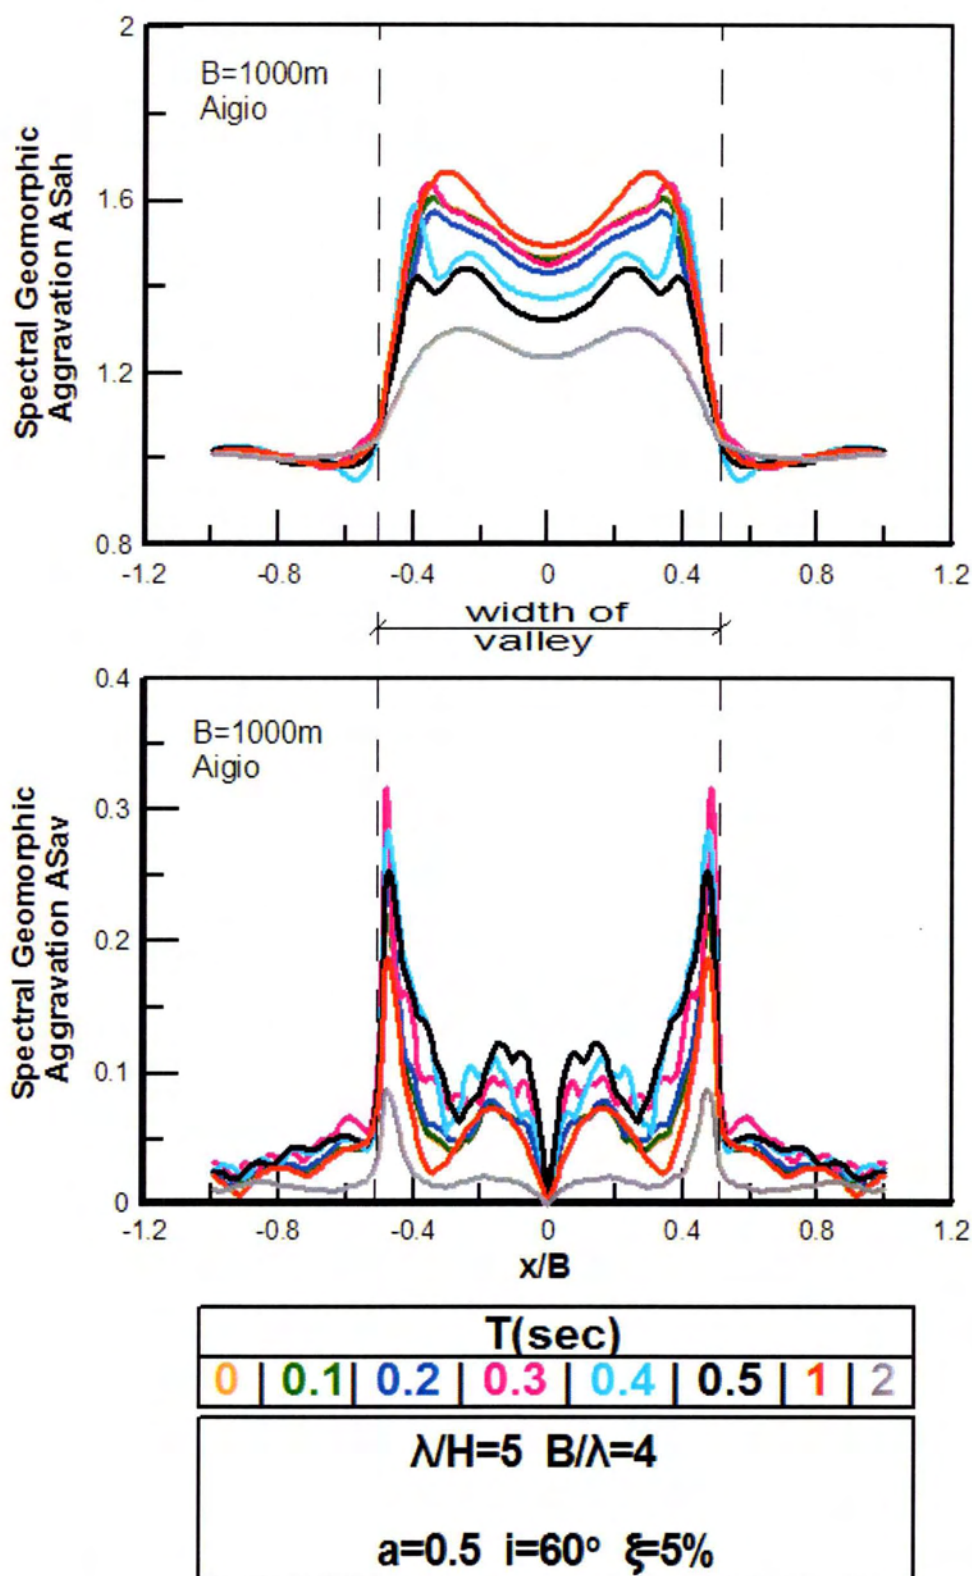 2
B=1000m
Aigio
1.6
1.2
0.8
Spectral Geomorphic
Aggravation ASah
-1.2 -0.8 -0.4 0 0.4 0.8 1.2
width of
valley
0.4
B=1000m
Aigio
0.3
0.2
0.1
0
Spectral Geomorphic
Aggravation ASav
-1.2 -0.8 -0.4 0 0.4 0.8 1.2
x/B
T(sec)
0 | 0.1 | 0.2 | 0.3 | 0.4 | 0.5 | 1 | 2
λ/H=5 B/λ=4
a=0.5 i=60° ξ=5%